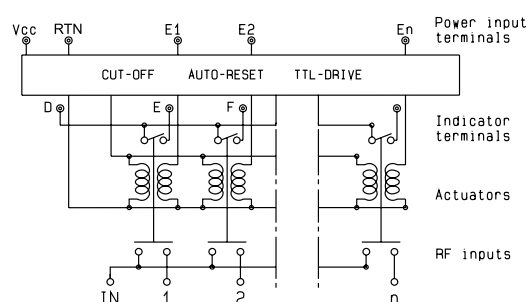 Vcc RTN E1 E2 En Power input
terminals
CUT-OFF AUTO-RESET TTL-DRIVE
D E F
Indicator
terminals
Actuators
RF inputs
IN 1 2 n